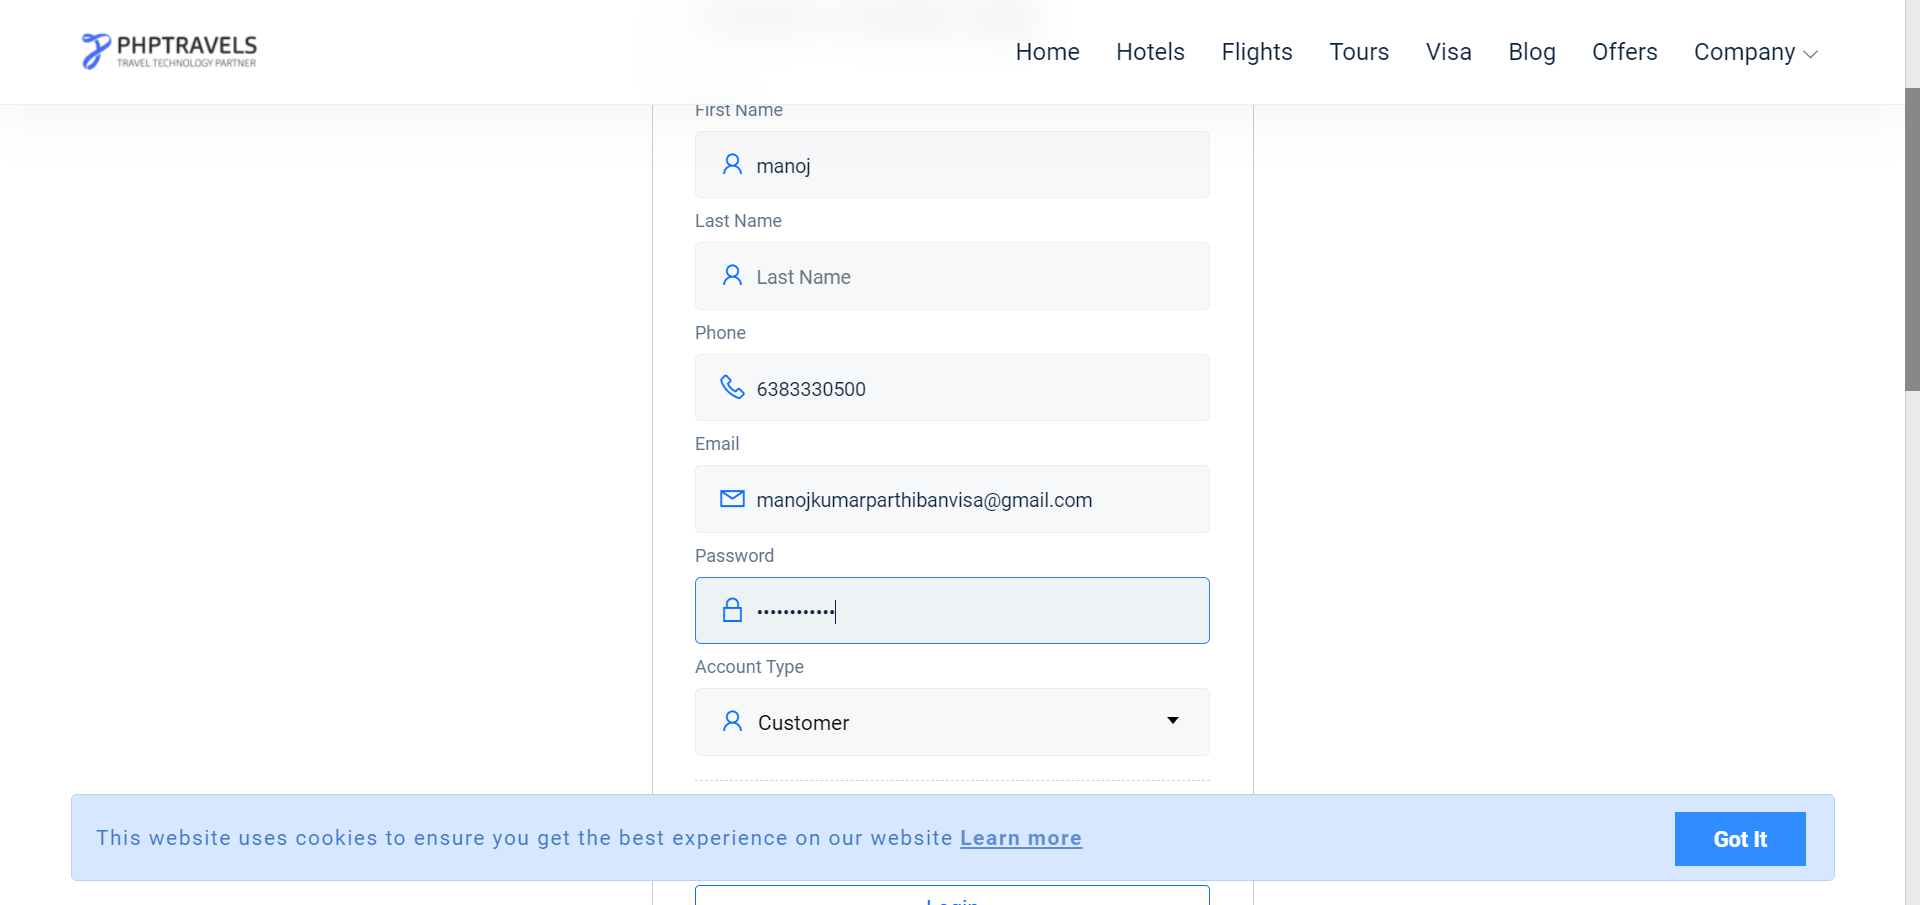 PHPTRAVELS
TRAVEL TECHNOLOGY PARTNER
Home Hotels Flights Tours Visa Blog Offers Company
First Name
manoj
Last Name
Last Name
Phone
6383330500
Email
manojkumarparthibanvisa@gmail.com
Password
••••••••••••
Account Type
Customer
This website uses cookies to ensure you get the best experience on our website Learn more
Got It
Login